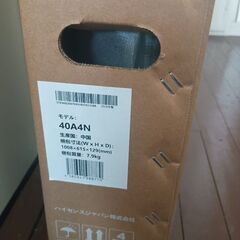 モデル:
40A4N
生産国: 中国
梱包寸法(W x H x D):
1008×615×129(mm)
梱包質量: 7.9kg
ハイセンスジャパン株式会社
4